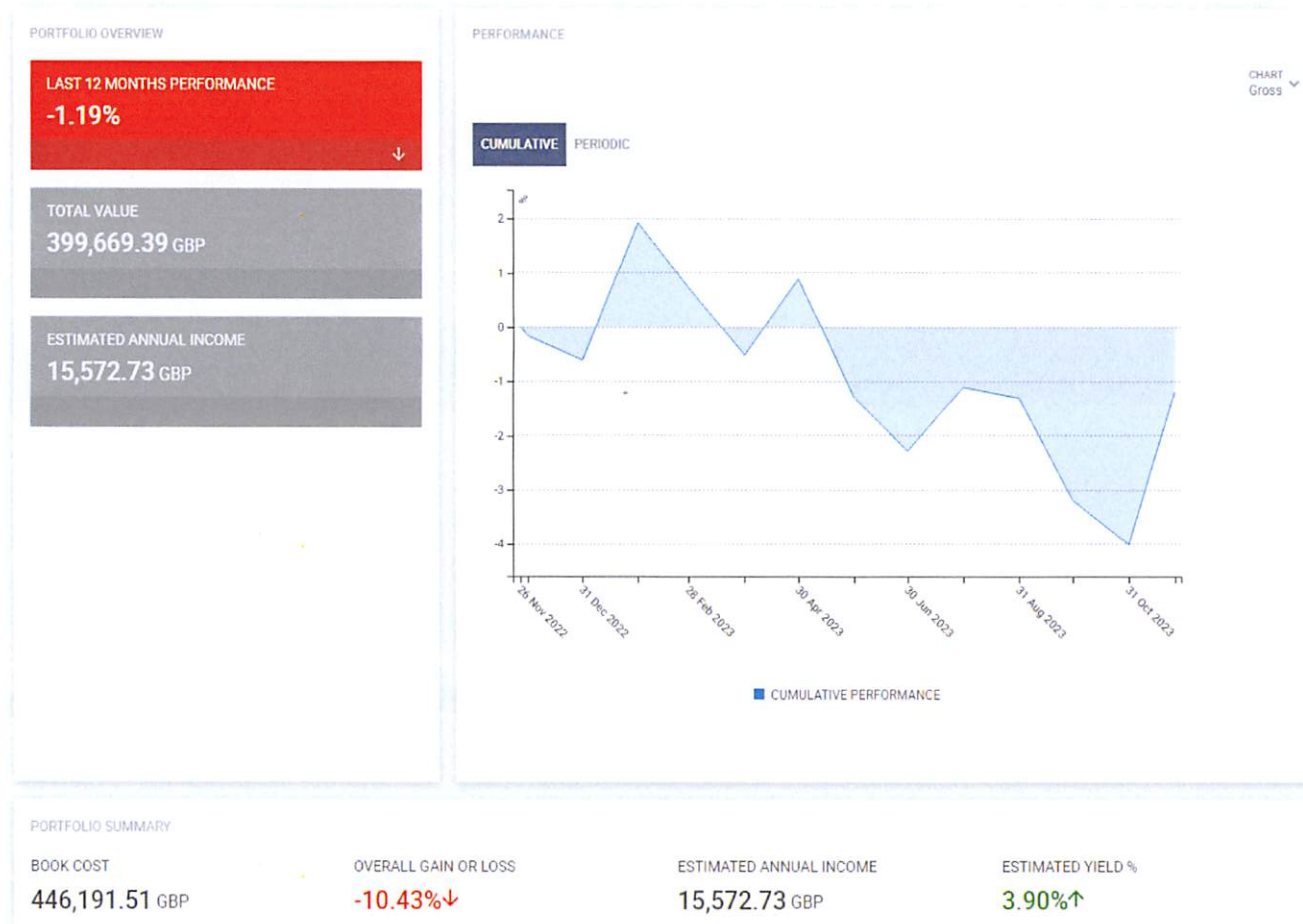 PORTFOLIO OVERVIEW
LAST 12 MONTHS PERFORMANCE
-1.19%
TOTAL VALUE
399,669.39 GBP
ESTIMATED ANNUAL INCOME
15,572.73 GBP
PERFORMANCE
CHART
Gross
CUMULATIVE PERIODIC
2
1
0
-1
-2
-3
-4
26 Nov 2022
31 Dec 2022
28 Feb 2023
30 Apr 2023
30 Jun 2023
31 Aug 2023
31 Oct 2023
CUMULATIVE PERFORMANCE
PORTFOLIO SUMMARY
BOOK COST
446,191.51 GBP
OVERALL GAIN OR LOSS
-10.43%↓
ESTIMATED ANNUAL INCOME
15,572.73 GBP
ESTIMATED YIELD %
3.90%↑